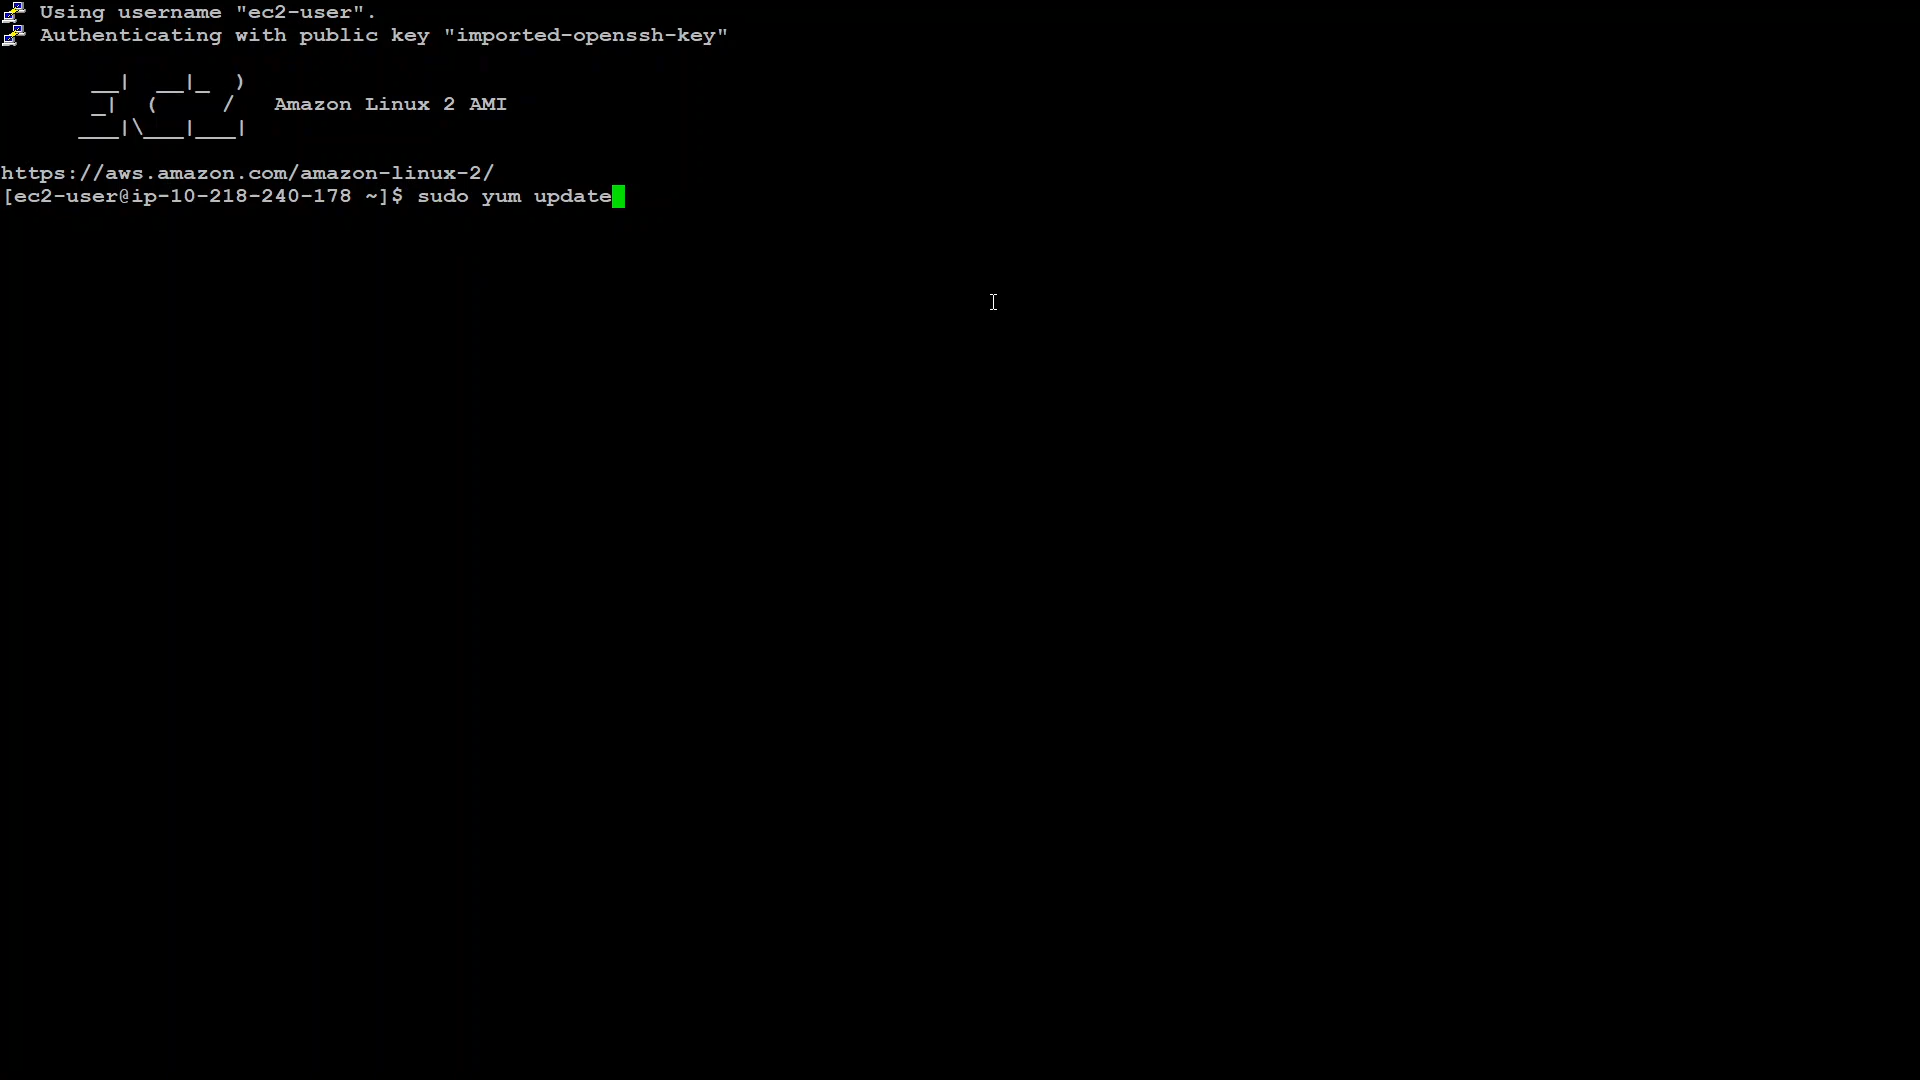 Using username "ec2-user".
Authenticating with public key "imported-openssh-key"
       __|  __|_  )
       _|  (     /   Amazon Linux 2 AMI
      ___|\___|___|
https://aws.amazon.com/amazon-linux-2/
[ec2-user@ip-10-218-240-178 ~]$ sudo yum update